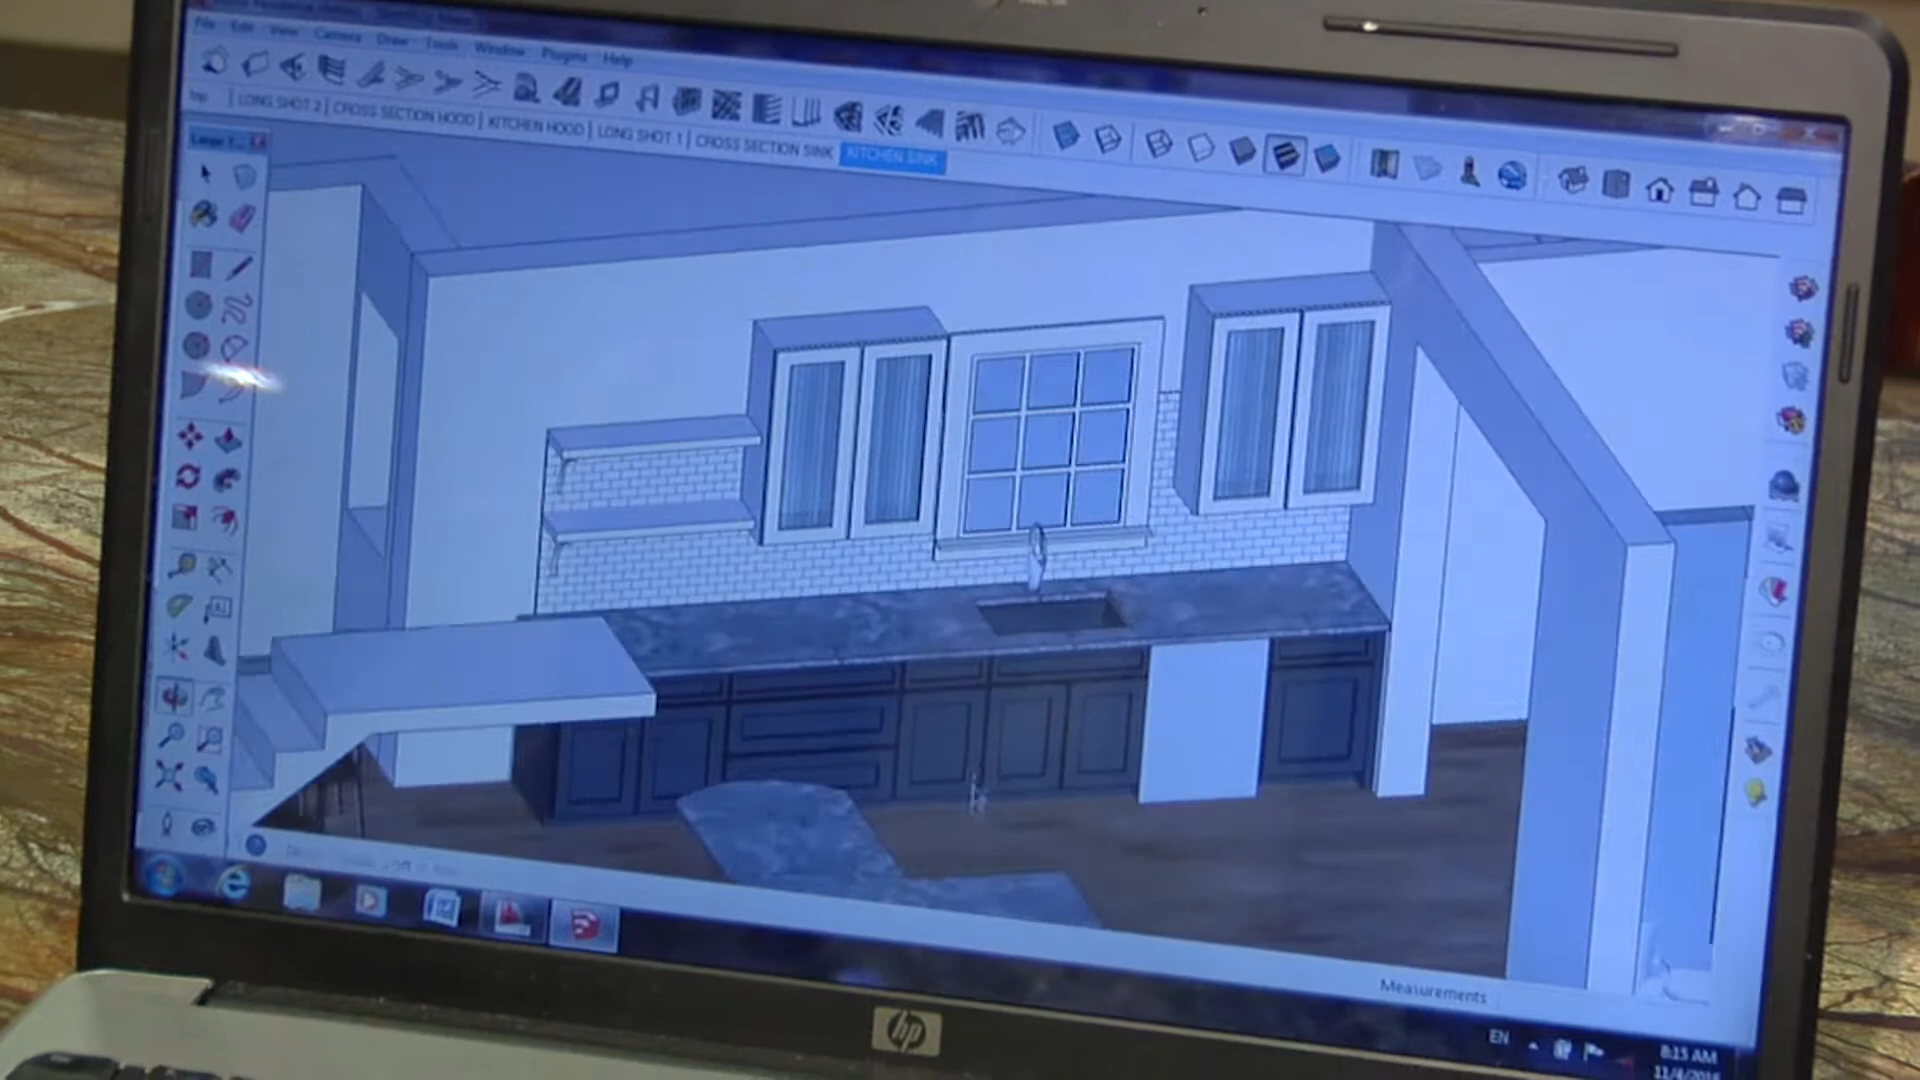 File Edit View Camera Draw Tools Window Plugins Help
LONG SHOT 2 | CROSS SECTION HOOD | KITCHEN HOOD | LONG SHOT 1 | CROSS SECTION SINK KITCHEN SINK
Large
Measurements
EN
8:15 AM
hp